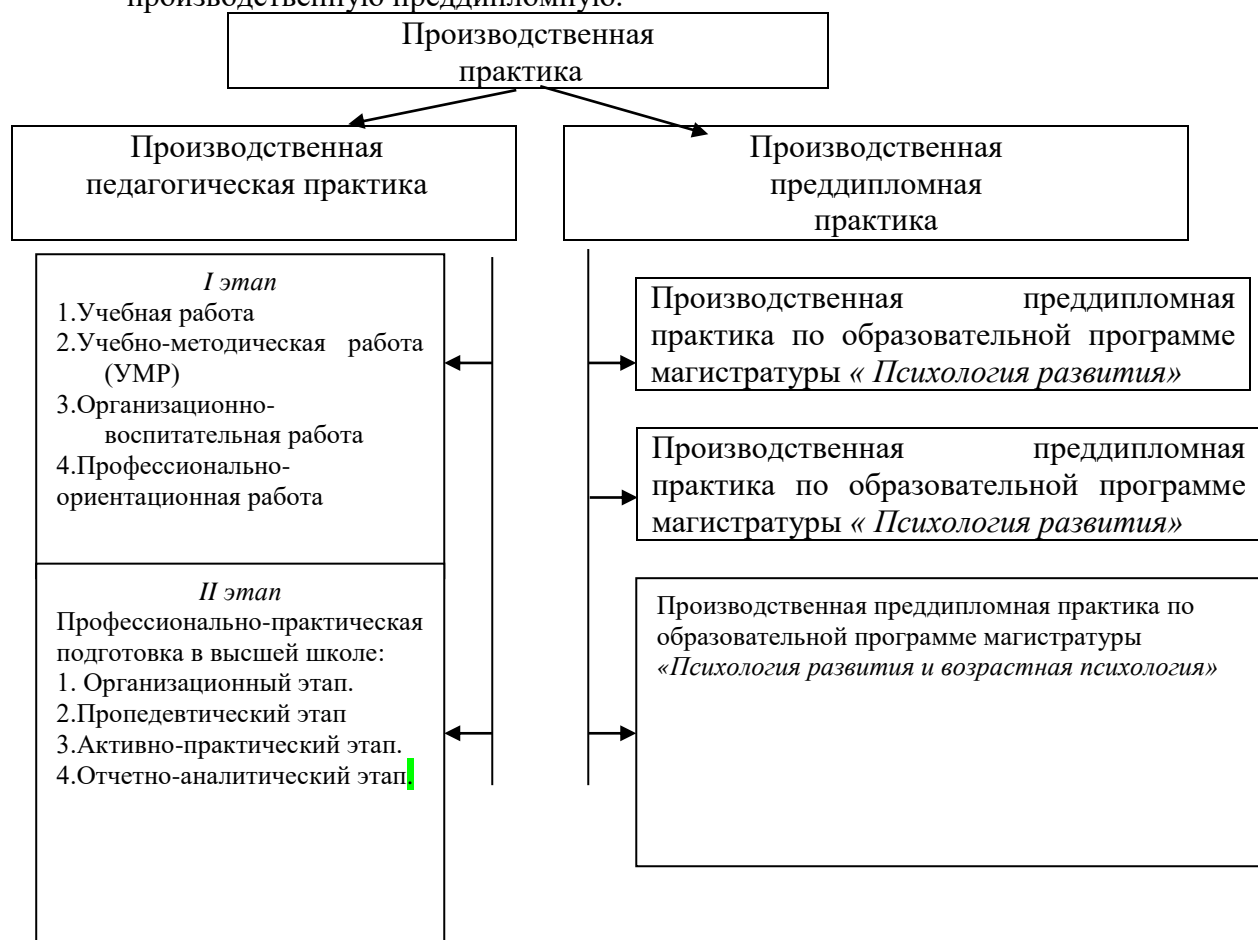 производственную преддипломную.
Производственная
практика
Производственная
педагогическая практика
Производственная
преддипломная
практика
I этап
1.Учебная работа
2.Учебно-методическая работа
(УМР)
3.Организационно-
воспитательная работа
4.Профессионально-
ориентационная работа
II этап
Профессионально-практическая
подготовка в высшей школе:
1. Организационный этап.
2.Пропедевтический этап
3.Активно-практический этап.
4.Отчетно-аналитический этап.
Производственная преддипломная
практика по образовательной программе
магистратуры « Психология развития»
Производственная преддипломная
практика по образовательной программе
магистратуры « Психология развития»
Производственная преддипломная практика по
образовательной программе магистратуры
«Психология развития и возрастная психология»